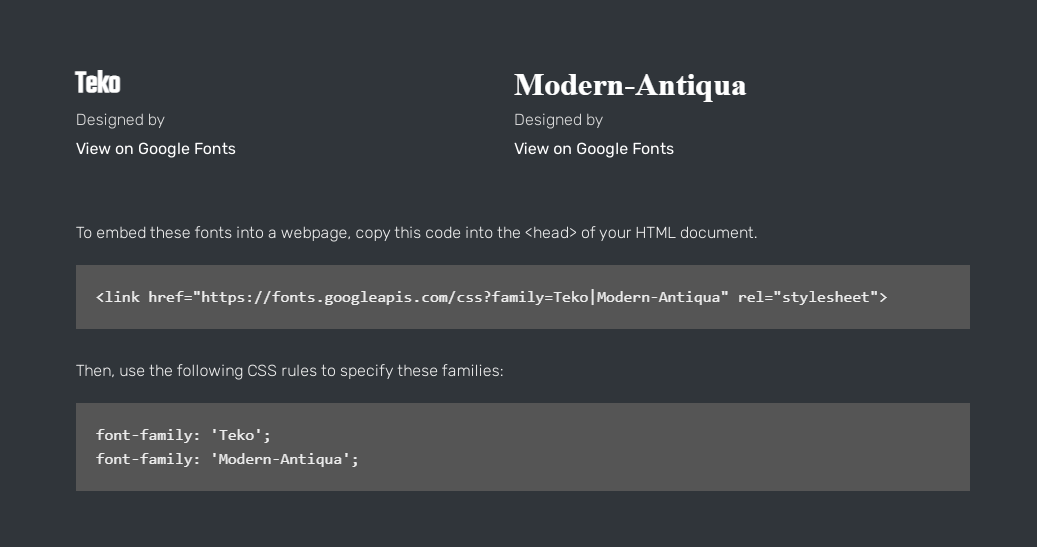 Teko
Modern-Antiqua
Designed by
Designed by
View on Google Fonts
View on Google Fonts
To embed these fonts into a webpage, copy this code into the <head> of your HTML document.
<link href="https://fonts.googleapis.com/css?family=Teko|Modern-Antiqua" rel="stylesheet">
Then, use the following CSS rules to specify these families:
font-family: 'Teko';
font-family: 'Modern-Antiqua';